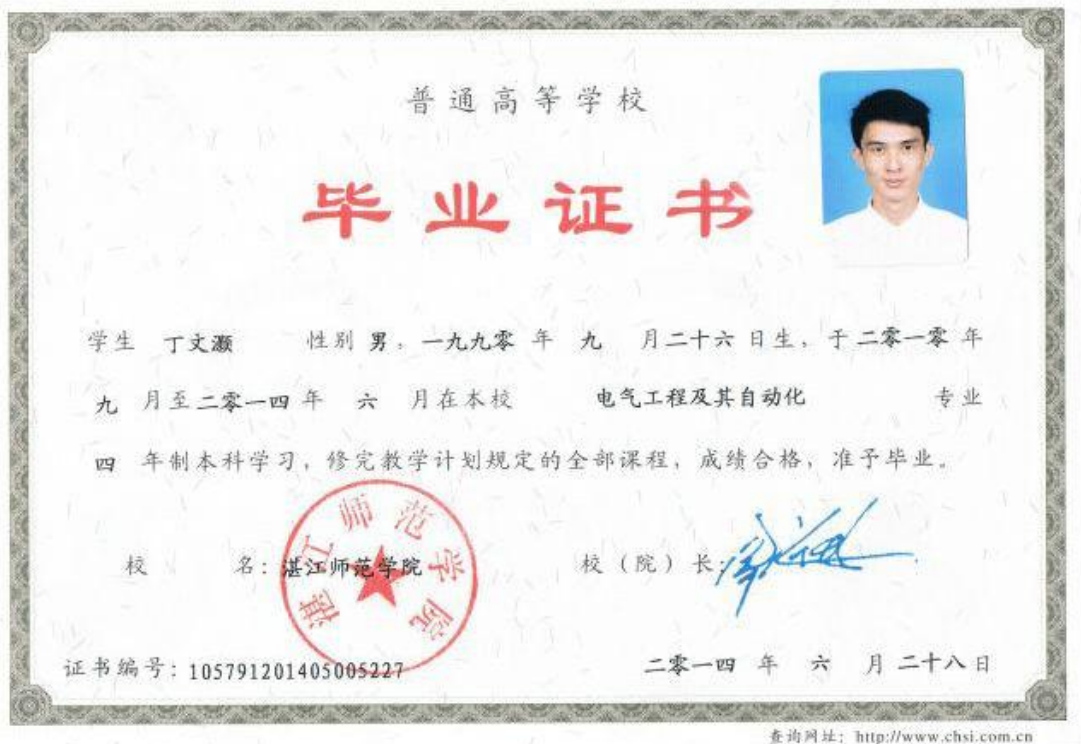 普通高等学校
毕业证书
学生 丁文灏 性别 男，一九九零 年 九 月二十六 日生，于二零一零 年
九 月至二零一四 年 六 月在本校 电气工程及其自动化 专业
四 年制本科学习，修完教学计划规定的全部课程，成绩合格，准予毕业。
湛江师范学院
校 名：湛江师范学院 校（院）长：
证书编号：105791201405005227 二零一四 年 六 月 二十八日
查询网址：http://www.chsi.com.cn